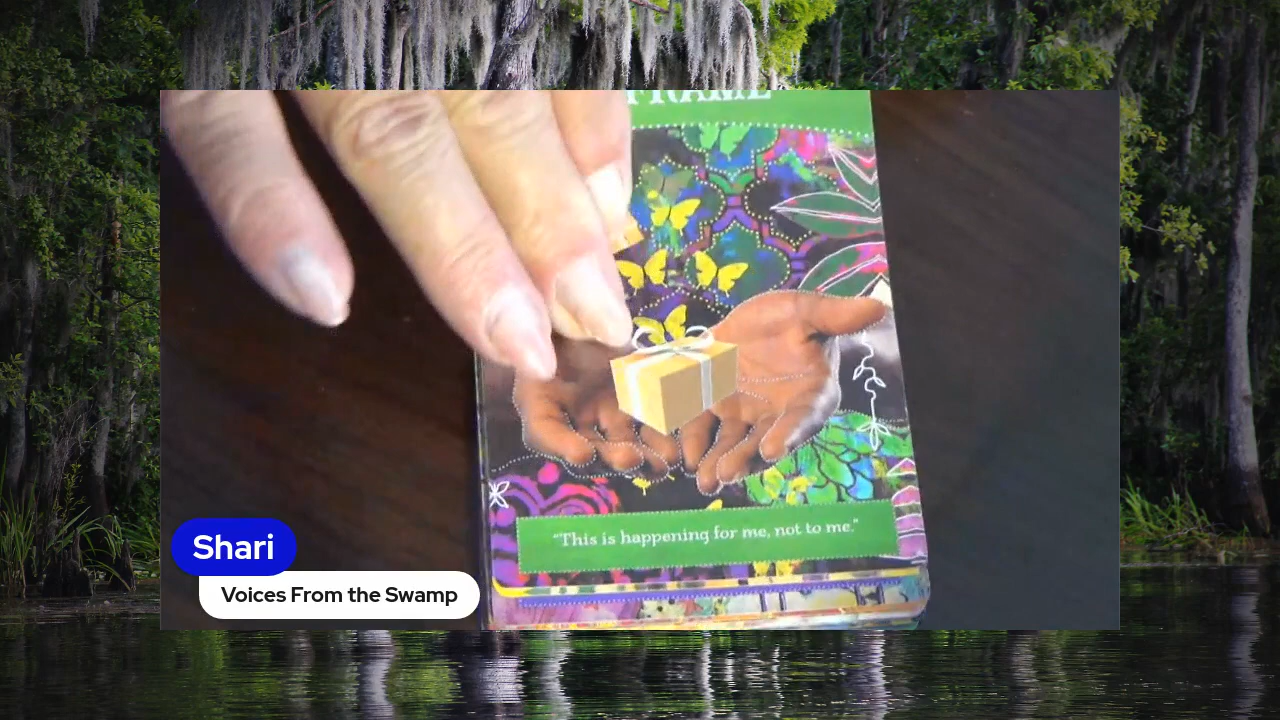 "This is happening for me, not to me."
Shari
Voices From the Swamp